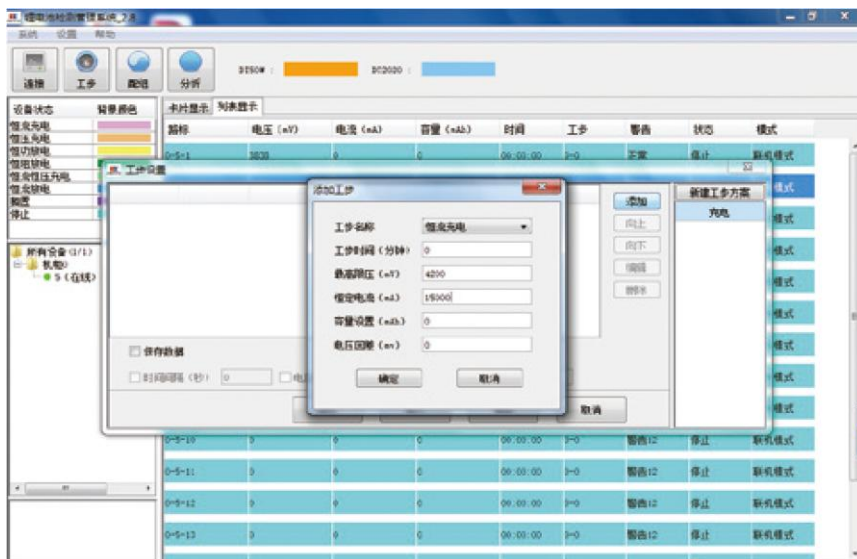 锂电池检测管理系统_2.8
系统 设置 帮助
连接 工步 配组 分析
DT50W : DC2020 :
设备状态 背景颜色
恒流充电
恒压充电
恒功放电
恒阻放电
恒流恒压充电
恒流放电
搁置
停止
所有设备(1/1)
机柜0
5 (在线)
卡片显示 列表显示
路标 电压 (mV) 电流 (mA) 容量 (mAh) 时间 工步 警告 状态 模式
0-5-1 0 0 00:00:00 0-0 正常 停止 联机模式
工步设置
添加
向上
向下
编辑
删除
新建工步方案
充电
保存数据
时间间隔 (秒) 0
取消
添加工步
工步名称 恒流充电
工步时间 (分钟) 0
最高限压 (mV) 4200
恒定电流 (mA)
容量设置 (mAh) 0
电压回差 (mv) 0
确定 取消
0-5-10 0 0 0 00:00:00 0-0 警告12 停止 联机模式
0-5-11 0 0 0 00:00:00 0-0 警告12 停止 联机模式
0-5-12 0 0 0 00:00:00 0-0 警告12 停止 联机模式
0-5-13 0 0 0 00:00:00 0-0 警告12 停止 联机模式